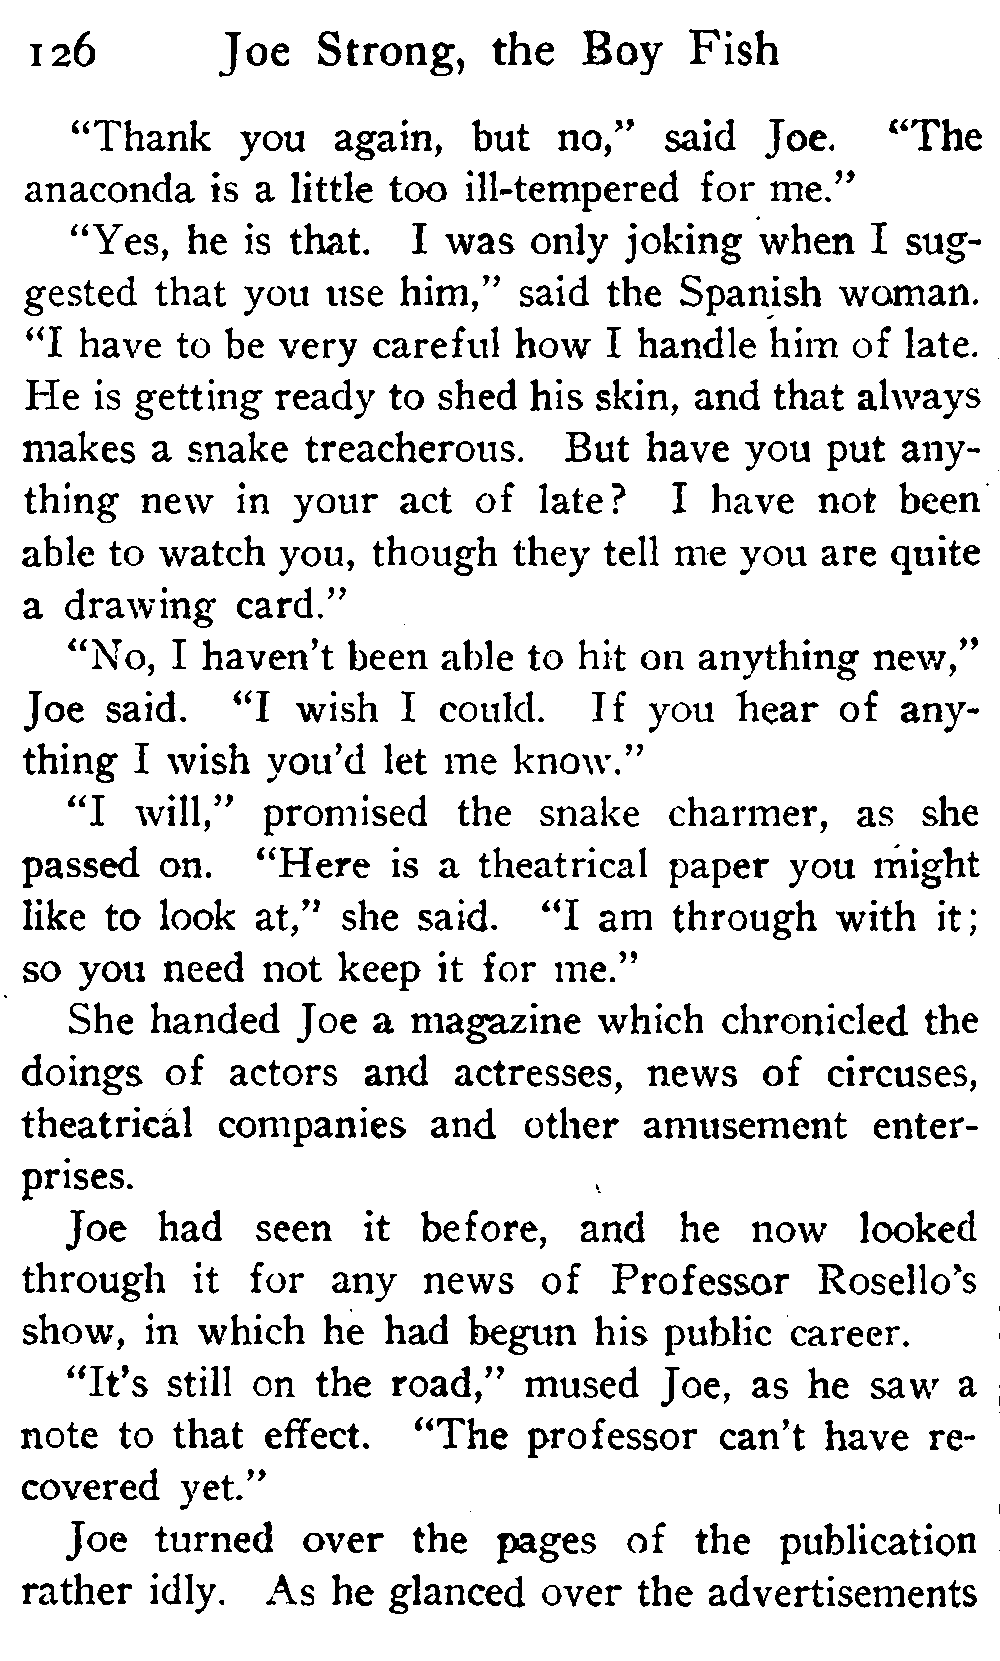 126 Joe Strong, the Boy Fish
“Thank you again, but no,” said Joe. “The
anaconda is a little too ill-tempered for me.”
“Yes, he is that. I was only joking when I sug-
gested that you use him,” said the Spanish woman.
“I have to be very careful how I handle him of late.
He is getting ready to shed his skin, and that always
makes a snake treacherous. But have you put any-
thing new in your act of late? I have not been
able to watch you, though they tell me you are quite
a drawing card.”
“No, I haven’t been able to hit on anything new,”
Joe said. “I wish I could. If you hear of any-
thing I wish you’d let me know.”
“I will,” promised the snake charmer, as she
passed on. “Here is a theatrical paper you might
like to look at,” she said. “I am through with it;
so you need not keep it for me.”
She handed Joe a magazine which chronicled the
doings of actors and actresses, news of circuses,
theatrical companies and other amusement enter-
prises.
Joe had seen it before, and he now looked
through it for any news of Professor Rosello’s
show, in which he had begun his public career.
“It’s still on the road,” mused Joe, as he saw a
note to that effect. “The professor can’t have re-
covered yet.”
Joe turned over the pages of the publication
rather idly. As he glanced over the advertisements